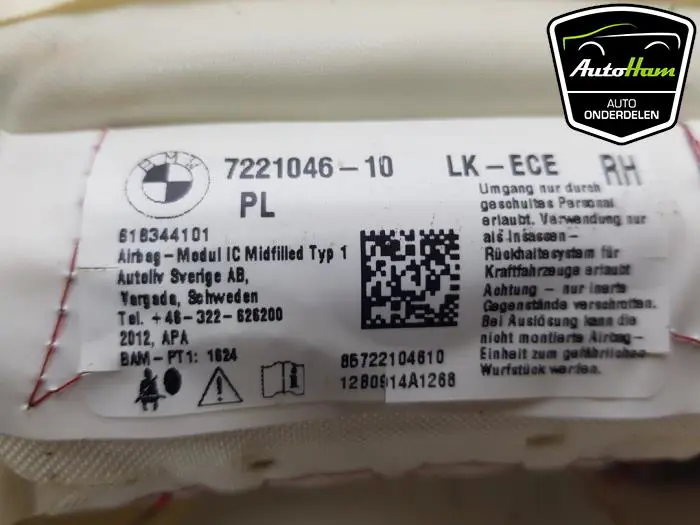 AutoHam
AUTO
ONDERDELEN
BMW
7221046-10 LK-ECE RH
PL
618344101
Airbag-Modul IC Midfilled Typ 1
Autoliv Sverige AB,
Vargada, Schweden
Tel. +46-322-626200
2012, APA
BAM-PT1: 1624
85722104610
12B0914A1268
Umgang nur durch
geschultes Personal
erlaubt. Verwendung nur
als Insassen-
Rückhaltesystem für
Kraftfahrzeuge erlaubt
Achtung - nur inerte
Gegenstände verschrotten.
Bei Auslösung kann die
nicht montierte Airbag-
Einheit zum gefährlichen
Wurfstück werden.